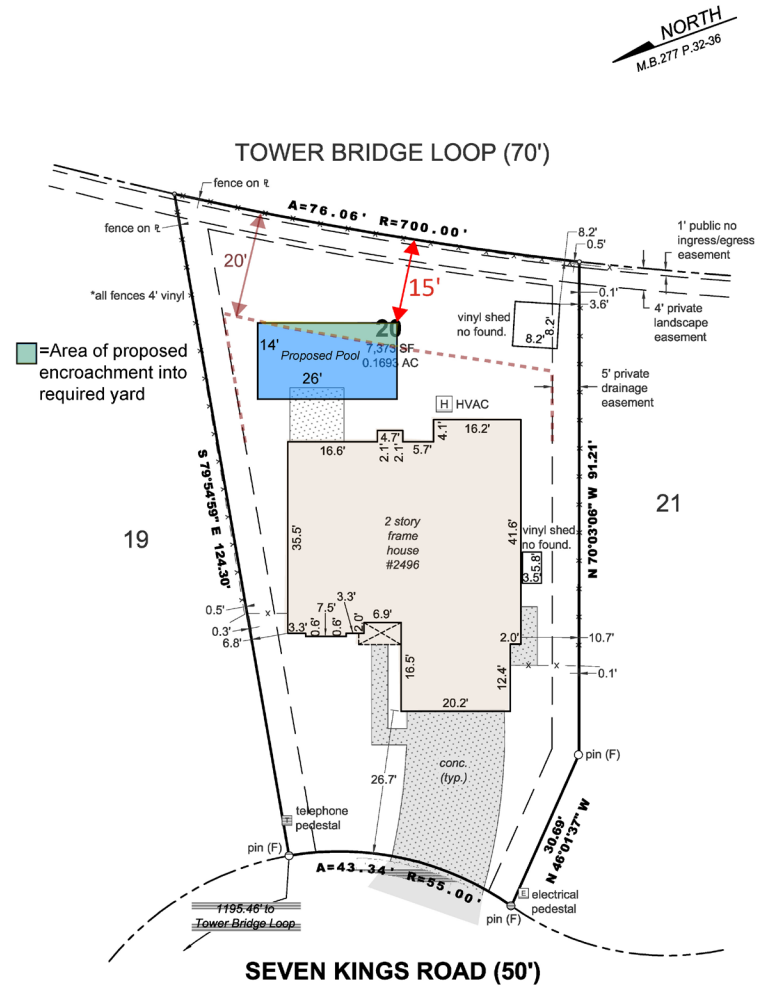 NORTH
M.B.277 P.32-36
TOWER BRIDGE LOOP (70')
fence on ⅊
A=76.06' R=700.00'
fence on ⅊
8.2'
0.5'
1' public no
ingress/egress
easement
20'
*all fences 4' vinyl
15'
0.1'
3.6'
vinyl shed
no found.
8.2'
8.2'
4' private
landscape
easement
=Area of proposed
encroachment into
required yard
20
14'
Proposed Pool
7,373 SF
0.1693 AC
26'
5' private
drainage
easement
H HVAC
16.6'
4.7'
2.1'
2.1'
5.7'
4.1'
16.2'
S 79°54'59" E 124.30'
N 70°03'06" W 91.21'
19
21
35.5'
2 story
frame
house
#2496
41.6'
vinyl shed
no found.
5.8'
3.5'
0.5'
0.3'
6.8'
3.3'
7.5'
0.6'
0.6'
3.3'
2.0'
6.9'
2.0'
10.7'
0.1'
16.5'
12.4'
20.2'
26.7'
conc.
(typ.)
pin (F)
T telephone
pedestal
pin (F)
30.69'
N 46°01'37" W
A=43.34' R=55.00'
E electrical
pedestal
pin (F)
1195.46' to
Tower Bridge Loop
SEVEN KINGS ROAD (50')